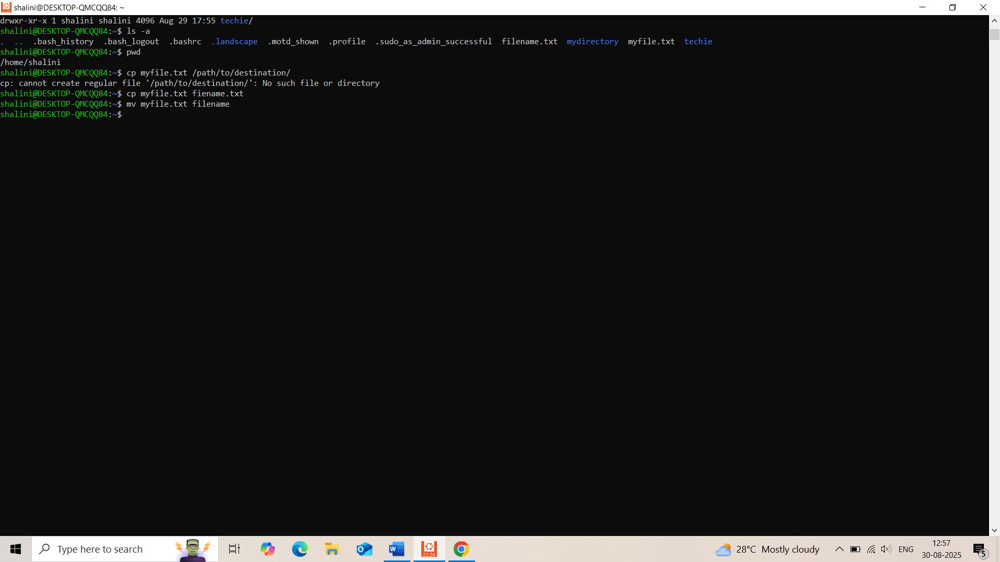 shalini@DESKTOP-QMCQQ84: ~
drwxr-xr-x 1 shalini shalini 4096 Aug 29 17:55 techie/
shalini@DESKTOP-QMCQQ84:~$ ls -a
.  ..  .bash_history  .bash_logout  .bashrc  .landscape  .motd_shown  .profile  .sudo_as_admin_successful  filename.txt  mydirectory  myfile.txt  techie
shalini@DESKTOP-QMCQQ84:~$ pwd
/home/shalini
shalini@DESKTOP-QMCQQ84:~$ cp myfile.txt /path/to/destination/
cp: cannot create regular file '/path/to/destination/': No such file or directory
shalini@DESKTOP-QMCQQ84:~$ cp myfile.txt fiename.txt
shalini@DESKTOP-QMCQQ84:~$ mv myfile.txt filename
shalini@DESKTOP-QMCQQ84:~$
Type here to search
W
22.04
28°C Mostly cloudy
ENG
12:57
30-08-2025
5